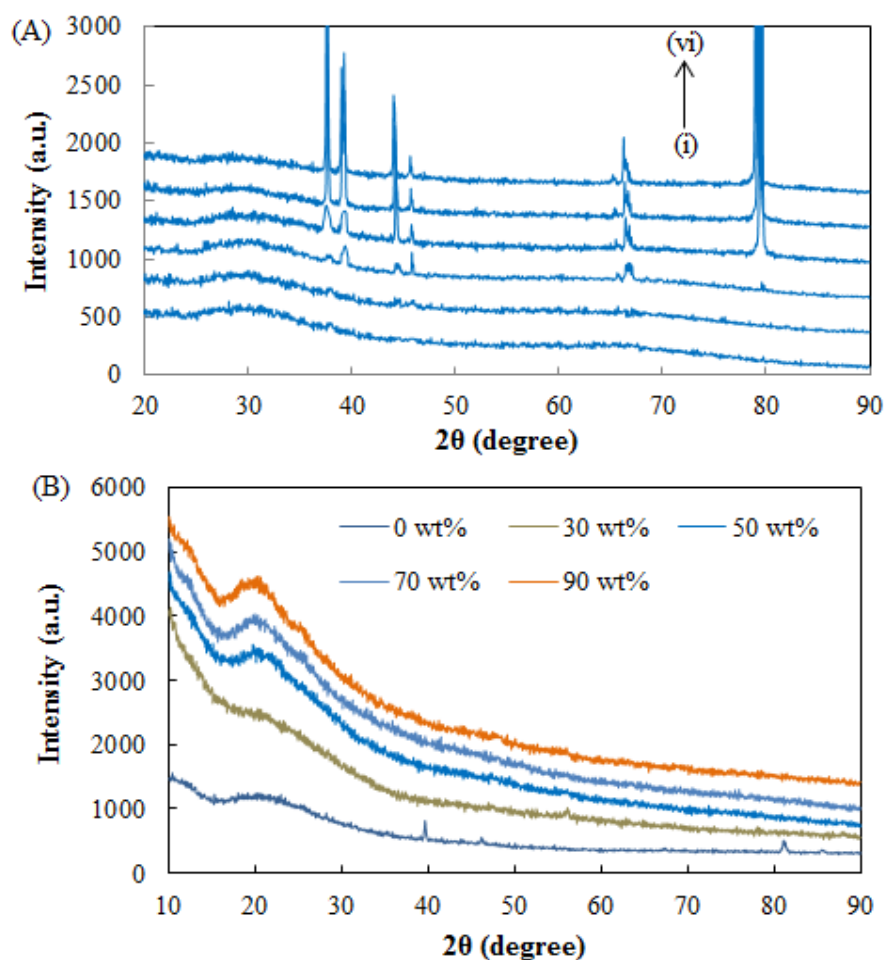 (A)
3000
2500
2000
1500
1000
500
0
Intensity (a.u.)
(vi)
(i)
20 30 40 50 60 70 80 90
2θ (degree)
(B)
6000
5000
4000
3000
2000
1000
0
Intensity (a.u.)
0 wt% 30 wt% 50 wt%
70 wt% 90 wt%
10 20 30 40 50 60 70 80 90
2θ (degree)